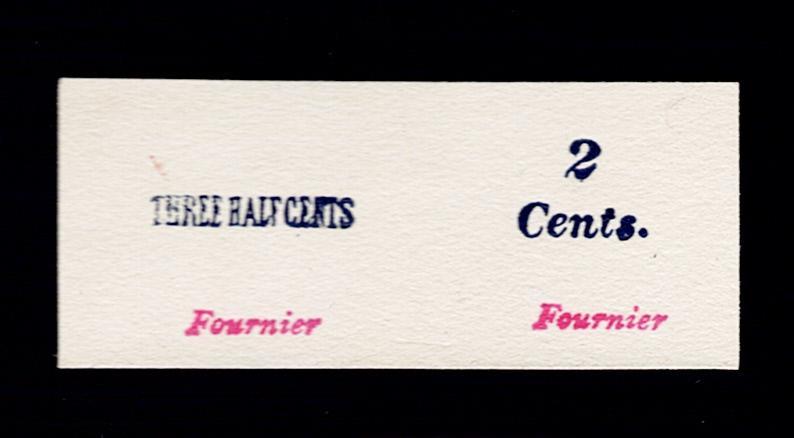 THREE HALF CENTS
Fournier
2
Cents.
Fournier